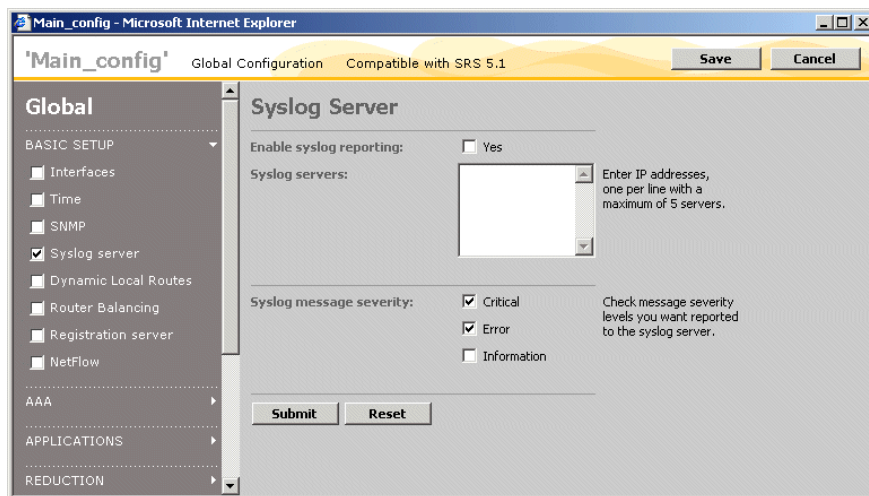 Main_config - Microsoft Internet Explorer
'Main_config' Global Configuration Compatible with SRS 5.1 Save Cancel
Global
BASIC SETUP
Interfaces
Time
SNMP
Syslog server
Dynamic Local Routes
Router Balancing
Registration server
NetFlow
AAA
APPLICATIONS
REDUCTION
Syslog Server
Enable syslog reporting: Yes
Syslog servers:
Enter IP addresses,
one per line with a
maximum of 5 servers.
Syslog message severity:
Critical
Error
Information
Check message severity
levels you want reported
to the syslog server.
Submit Reset